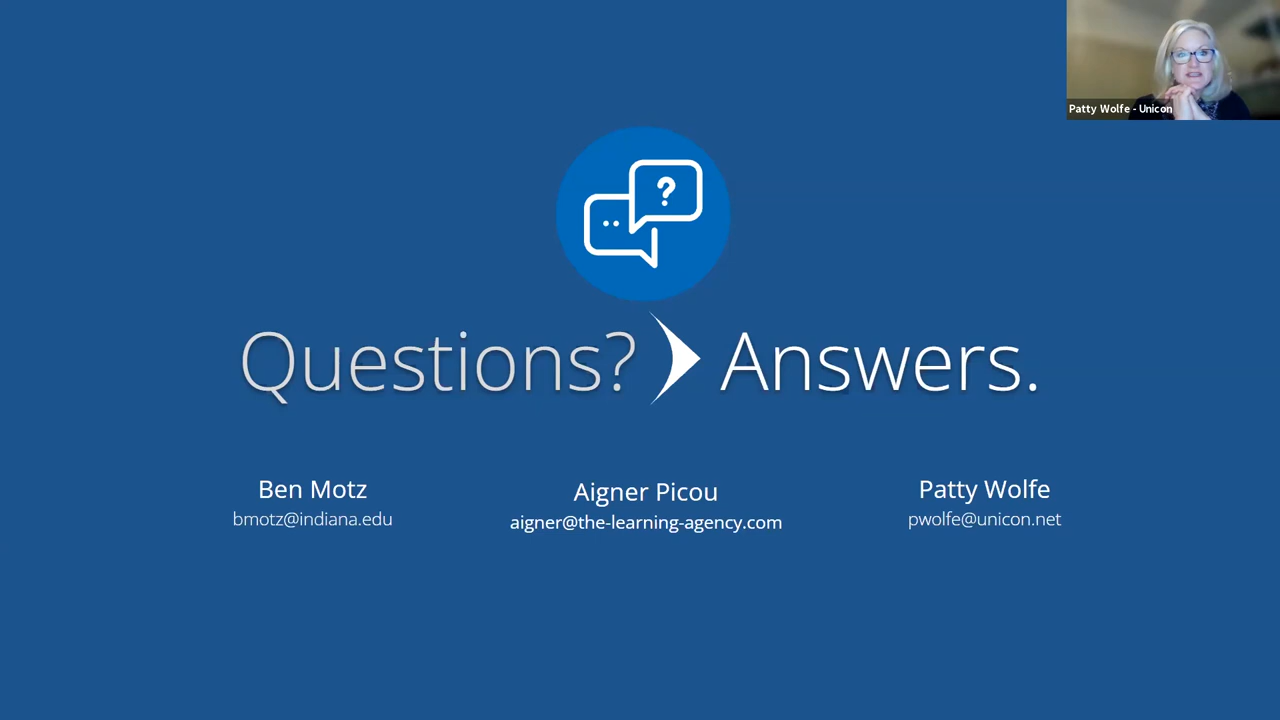 Patty Wolfe - Unicon
?
Questions? Answers.
Ben Motz
bmotz@indiana.edu
Aigner Picou
aigner@the-learning-agency.com
Patty Wolfe
pwolfe@unicon.net